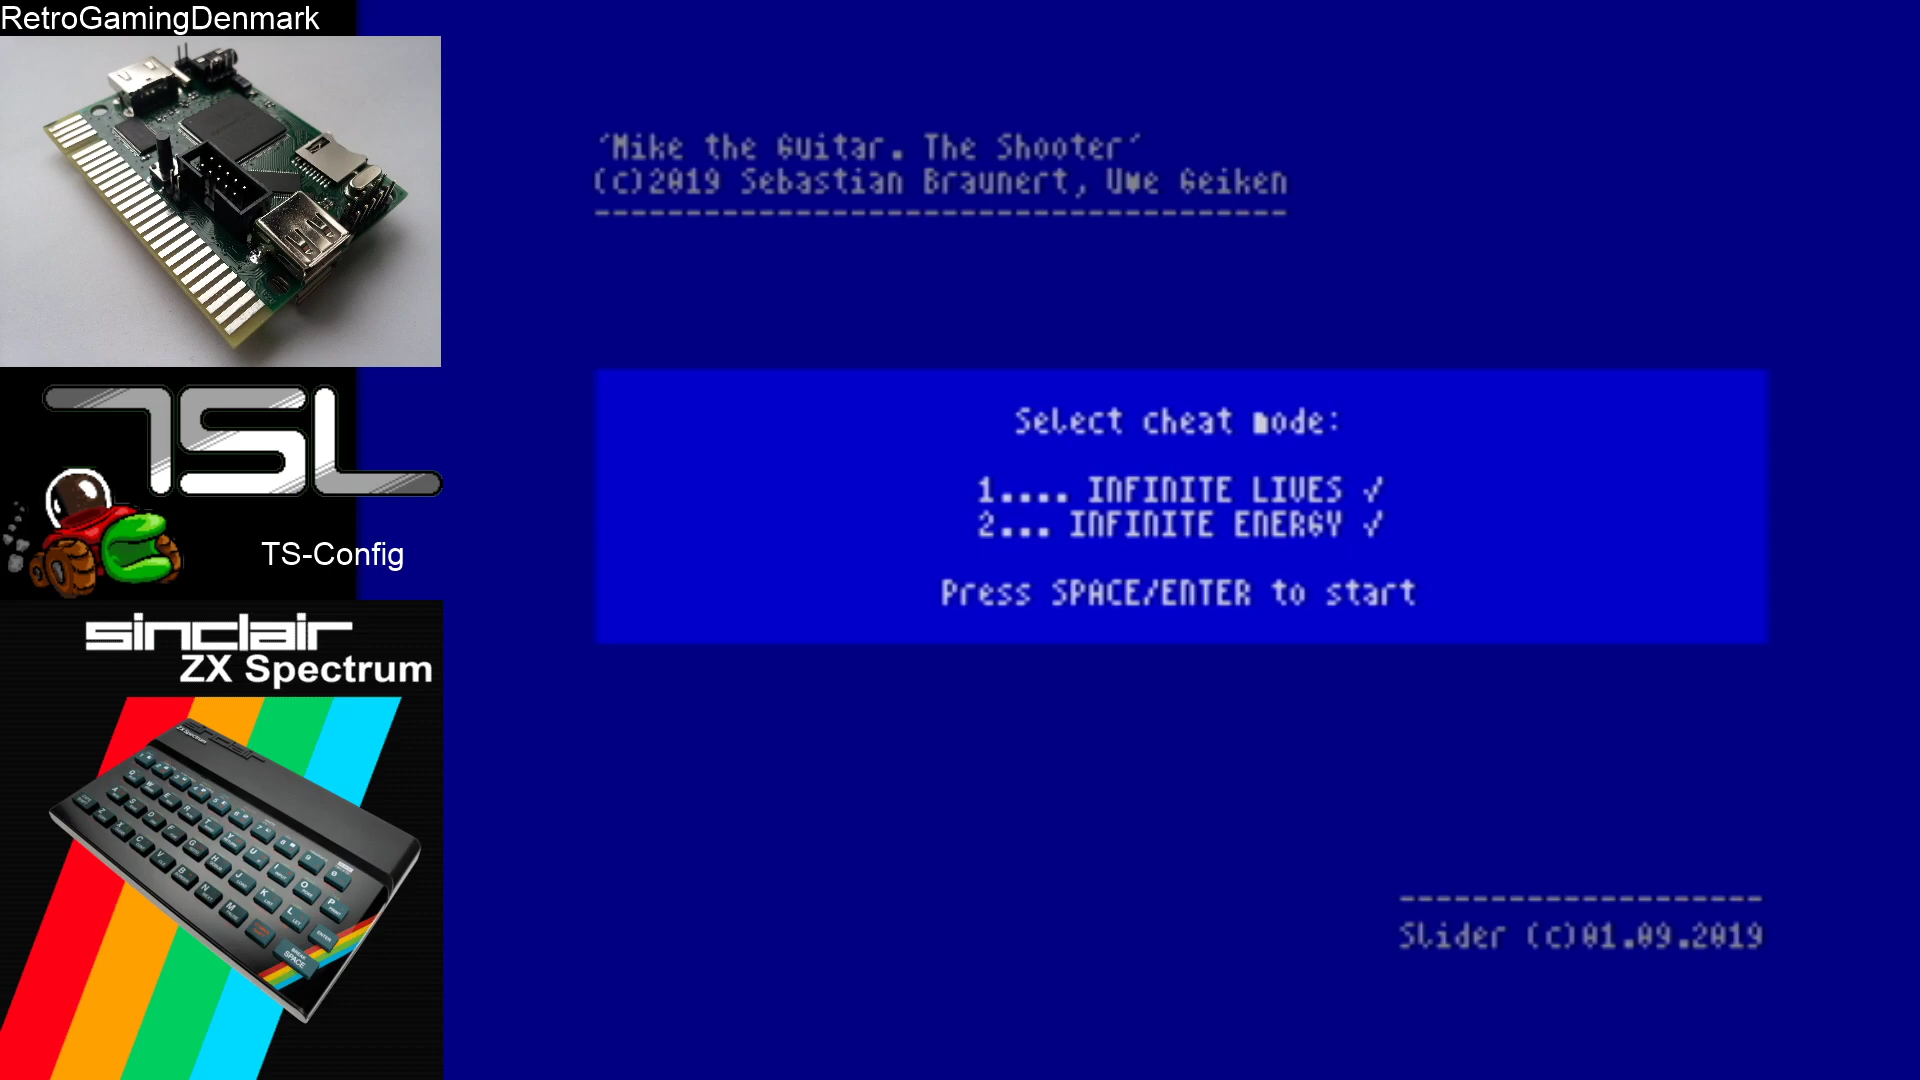 RetroGamingDenmark
'Mike the Guitar. The Shooter'
(c)2019 Sebastian Braunert, Uwe Geiken
--------------------------------------
Select cheat mode:
1.... INFINITE LIVES √
2... INFINITE ENERGY √
Press SPACE/ENTER to start
--------------------
Slider (c)01.09.2019
TSL
TS-Config
sinclair
ZX Spectrum